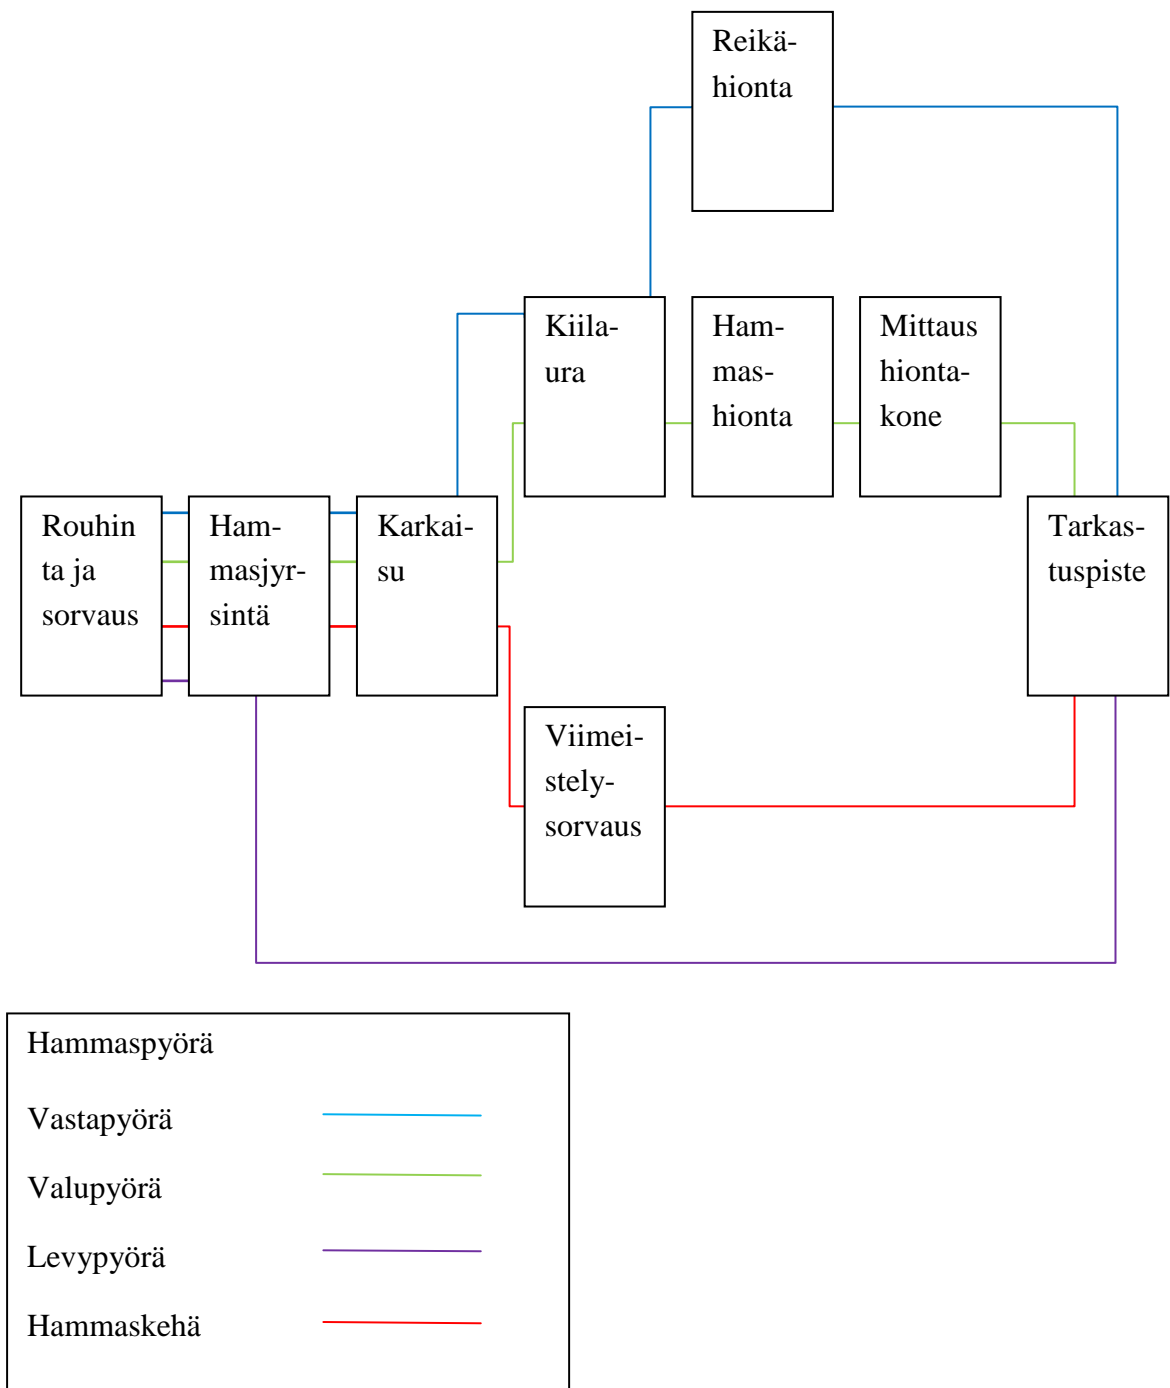 Reikä-
hionta
Kiila-
ura
Ham-
mas-
hionta
Mittaus
hionta-
kone
Rouhin
ta ja
sorvaus
Ham-
masjyr-
sintä
Karkai-
su
Tarkas-
tuspiste
Viimei-
stely-
sorvaus
Hammaspyörä
Vastapyörä
Valupyörä
Levypyörä
Hammaskehä